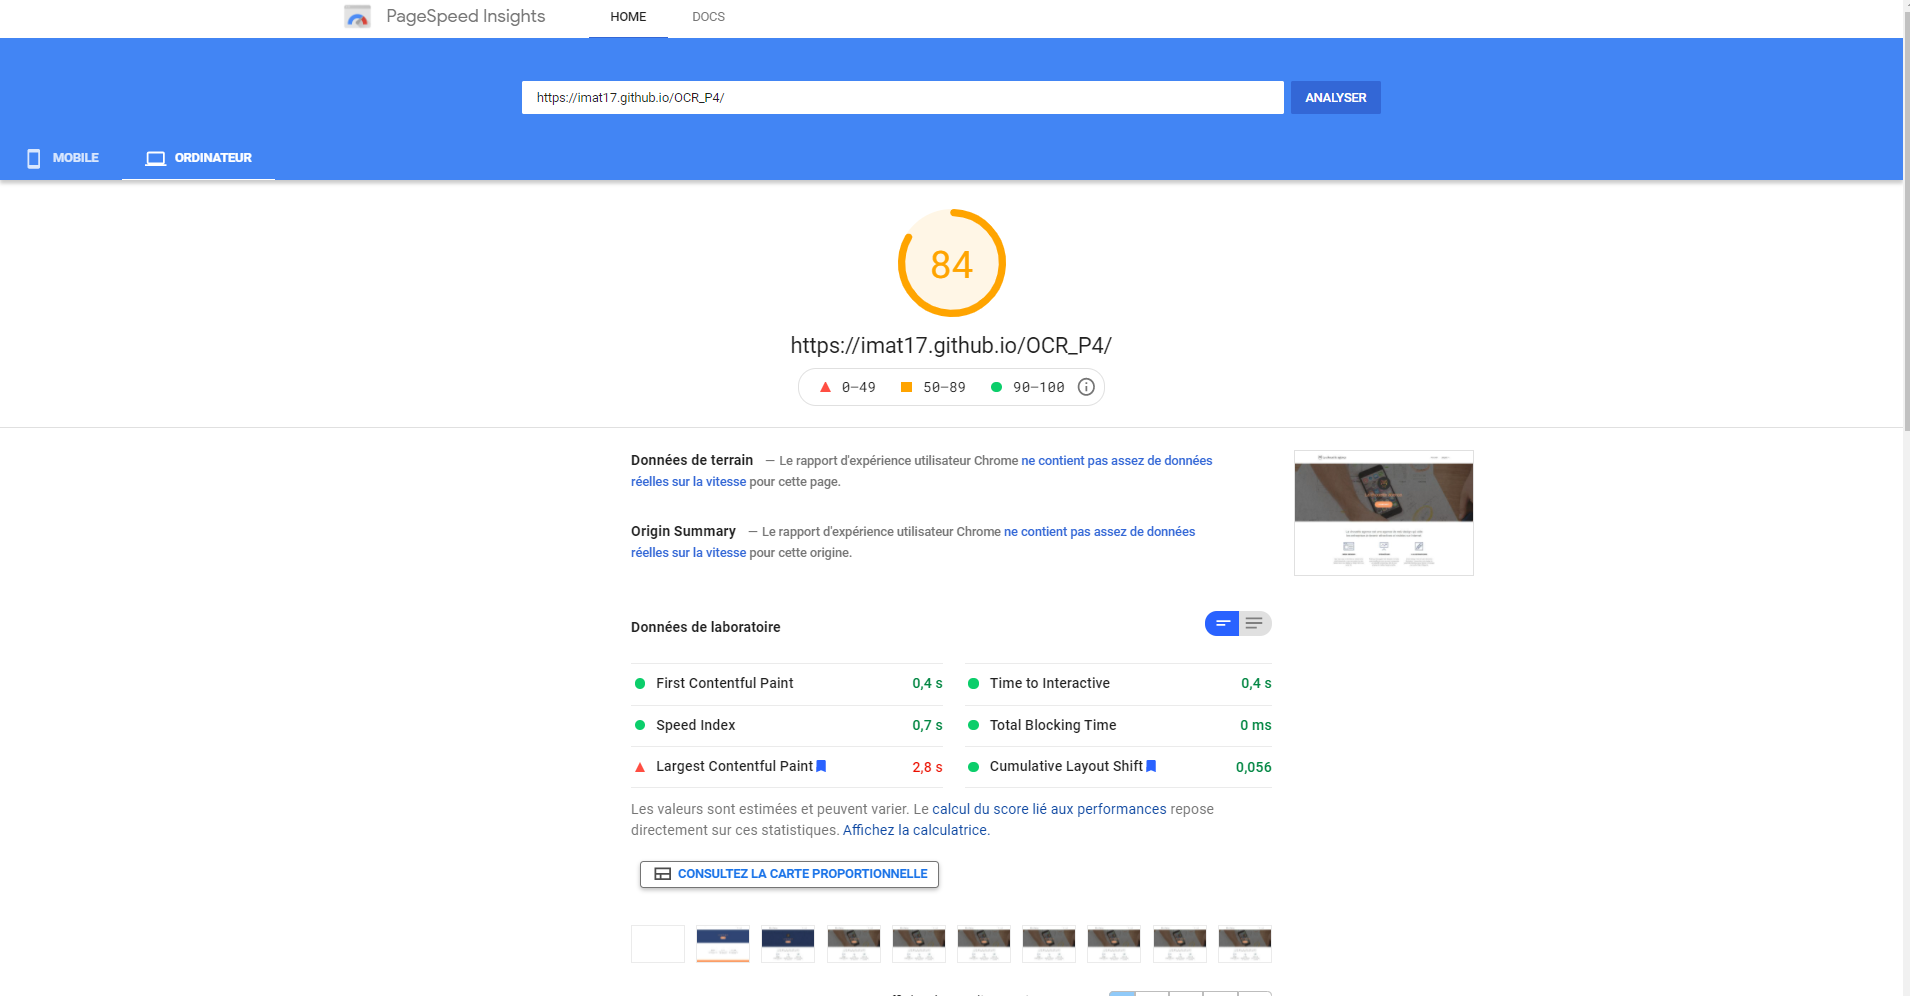 PageSpeed Insights
HOME
DOCS
https://imat17.github.io/OCR_P4/
ANALYSER
MOBILE
ORDINATEUR
84
https://imat17.github.io/OCR_P4/
0–49
50–89
90–100
Données de terrain — Le rapport d'expérience utilisateur Chrome ne contient pas assez de données
réelles sur la vitesse pour cette page.
Origin Summary — Le rapport d'expérience utilisateur Chrome ne contient pas assez de données
réelles sur la vitesse pour cette origine.
Données de laboratoire
First Contentful Paint 0,4 s
Time to Interactive 0,4 s
Speed Index 0,7 s
Total Blocking Time 0 ms
Largest Contentful Paint 2,8 s
Cumulative Layout Shift 0,056
Les valeurs sont estimées et peuvent varier. Le calcul du score lié aux performances repose
directement sur ces statistiques. Affichez la calculatrice.
CONSULTEZ LA CARTE PROPORTIONNELLE